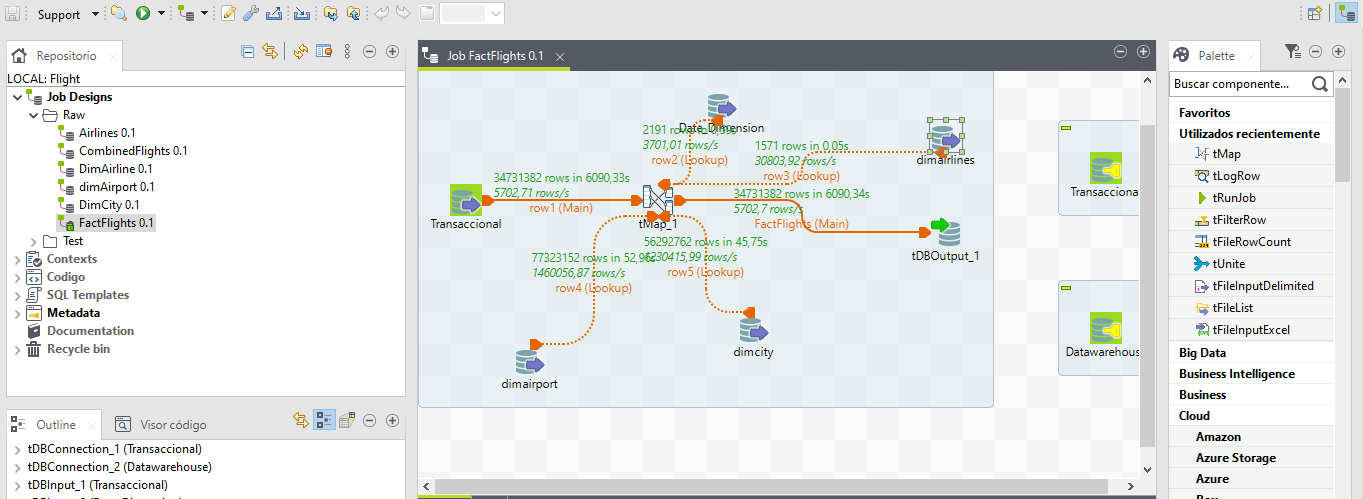 Support
Repositorio
LOCAL: Flight
Job Designs
Raw
Airlines 0.1
CombinedFlights 0.1
DimAirline 0.1
dimAirport 0.1
DimCity 0.1
FactFlights 0.1
Test
Contexts
Codigo
SQL Templates
Metadata
Documentation
Recycle bin
Outline
Visor código
tDBConnection_1 (Transaccional)
tDBConnection_2 (Datawarehouse)
tDBInput_1 (Transaccional)
Job FactFlights 0.1
Date_Dimension
2191 rows in
3701,01 rows/s
row2 (Lookup)
dimairlines
1571 rows in 0,05s
30803,92 rows/s
row3 (Lookup)
34731382 rows in 6090,33s
5702,71 rows/s
row1 (Main)
Transaccional
tMap_1
34731382 rows in 6090,34s
5702,7 rows/s
FactFlights (Main)
tDBOutput_1
77323152 rows in
1460056,87 rows/s
row4 (Lookup)
56292762 rows in 45,75s
230415,99 rows/s
row5 (Lookup)
dimcity
dimairport
Transaccional
Datawarehouse
Palette
Buscar componente...
Favoritos
Utilizados recientemente
tMap
tLogRow
tRunJob
tFilterRow
tFileRowCount
tUnite
tFileInputDelimited
tFileList
tFileInputExcel
Big Data
Business Intelligence
Business
Cloud
Amazon
Azure Storage
Azure